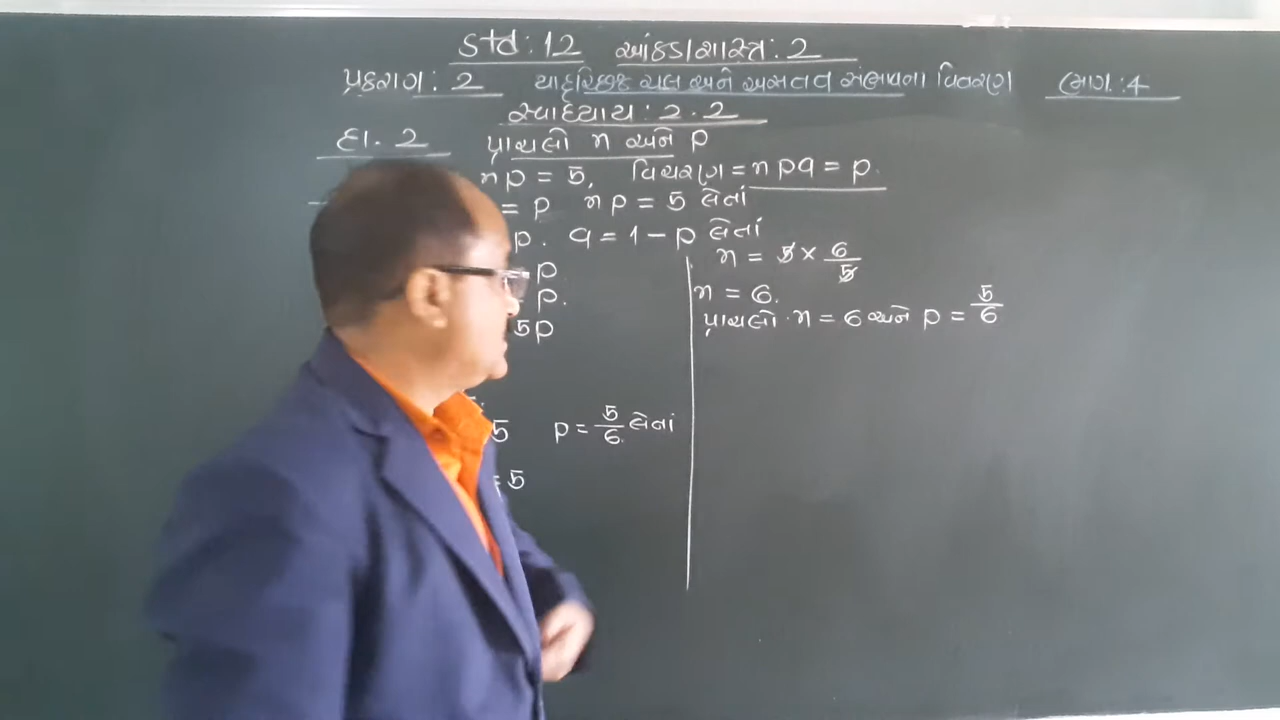 Std : 12 આંકડાશાસ્ત્ર : 2
પ્રકરણ : 2 યાદૃચ્છિક ચલ અને અસતત સંભાવના વિતરણ ભાગ : 4
સ્વાધ્યાય : 2.2
દા. 2 પ્રાચલો n અને p
np = 5, વિચરણ = npq = p.
= p np = 5 લેતાં
p. q = 1 - p લેતાં
p
p.
5p
5 p = 5/6 લેતાં
= 5
n = 5 × 6/5
n = 6.
પ્રાચલો n = 6 અને p = 5/6